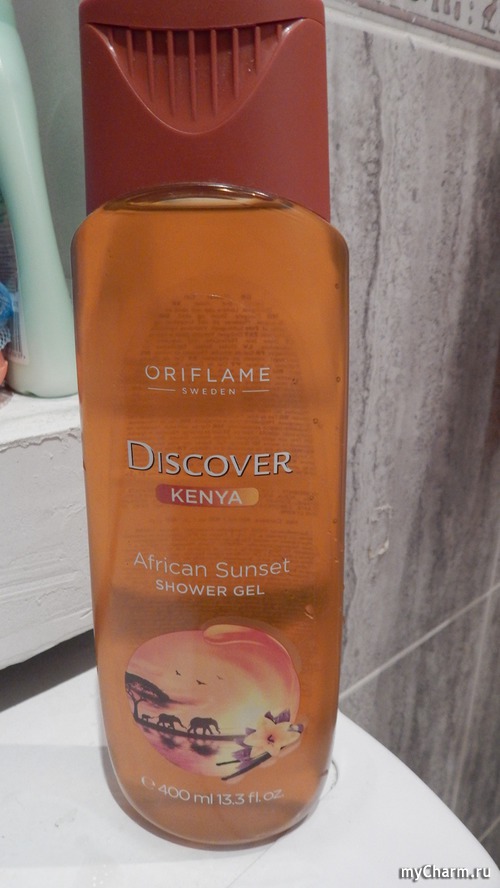 ORIFLAME
SWEDEN
DISCOVER
KENYA
African Sunset
SHOWER GEL
℮ 400 ml 13.3 fl. oz.
myCharm.ru